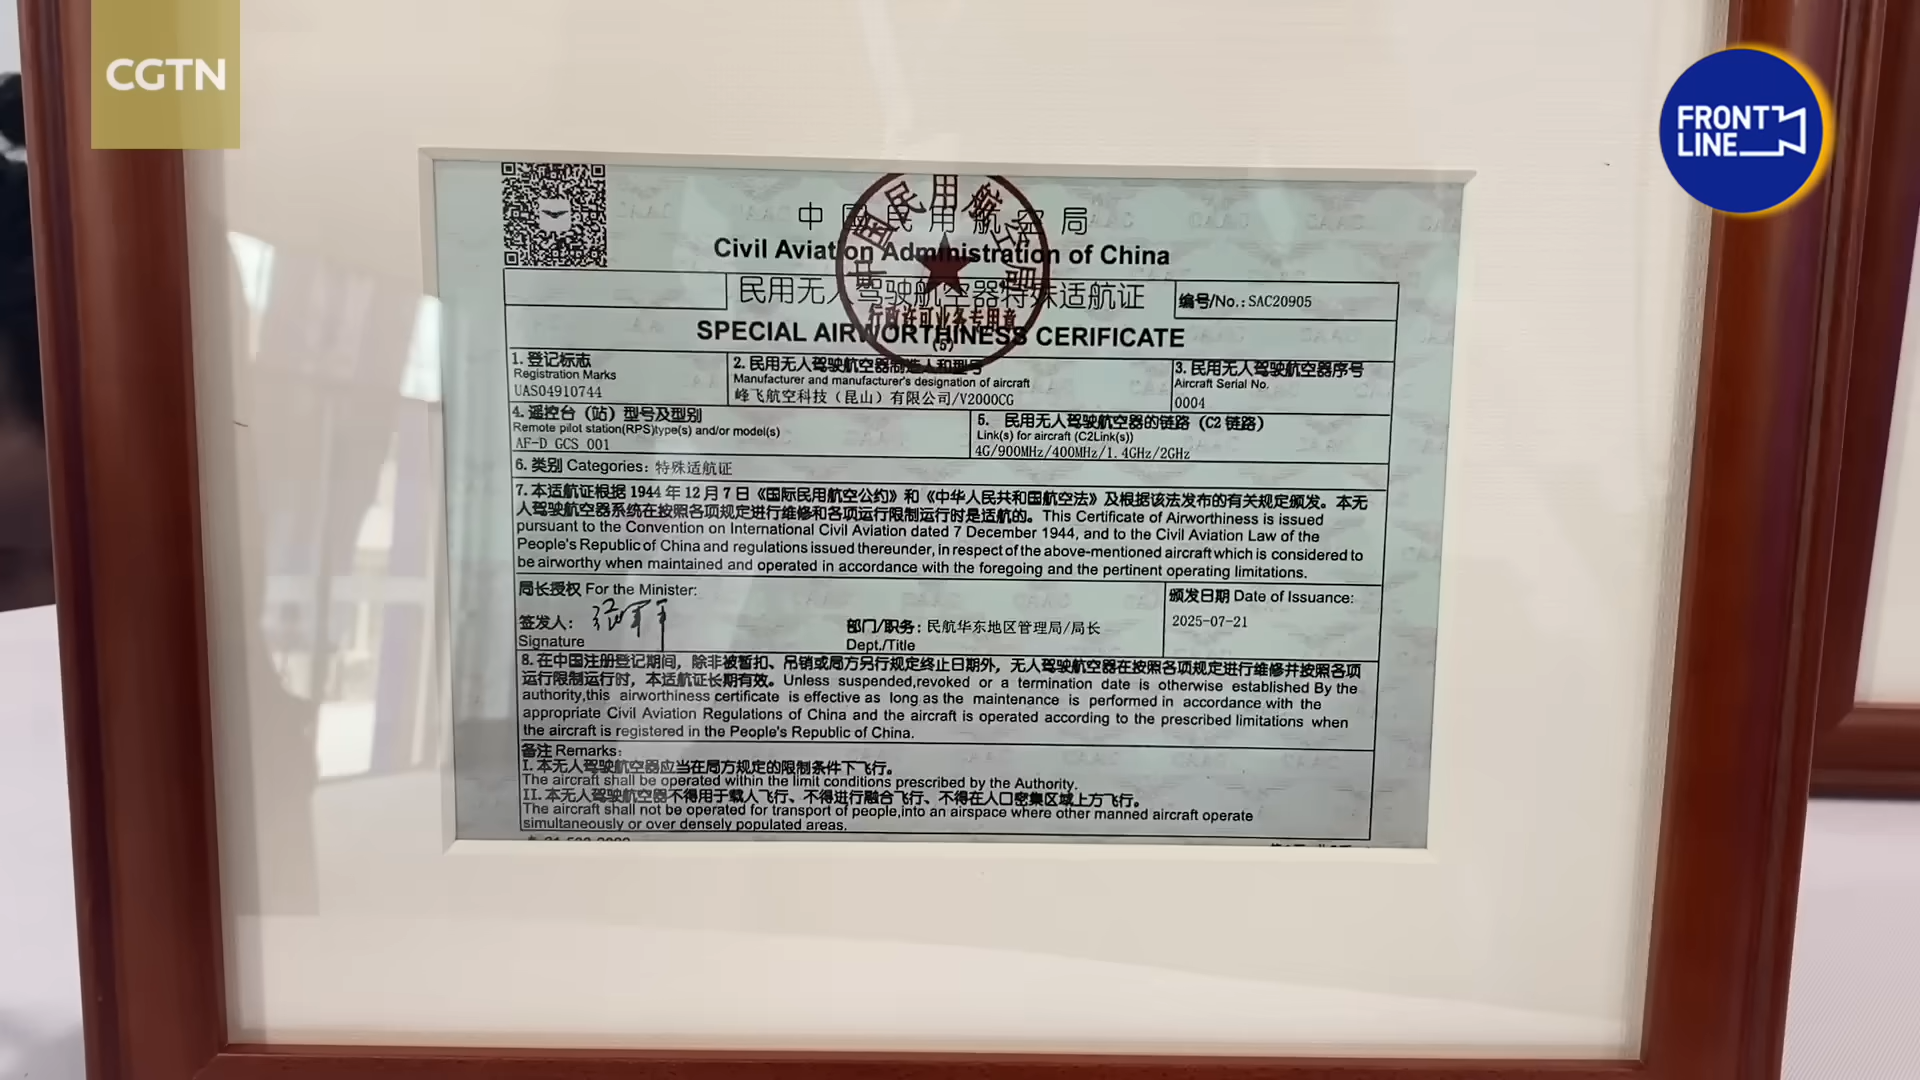 CGTN
FRONT
LINE
中国民用航空局
Civil Aviation Administration of China
中国民用航空局
行政许可业务专用章
(5)
民用无人驾驶航空器特殊适航证
编号/No.: SAC20905
SPECIAL AIRWORTHINESS CERIFICATE
1. 登记标志
Registration Marks
UAS04910744
2. 民用无人驾驶航空器制造人和型号
Manufacturer and manufacturer's designation of aircraft
峰飞航空科技（昆山）有限公司/V2000CG
3. 民用无人驾驶航空器序号
Aircraft Serial No.
0004
4. 遥控台（站）型号及型别
Remote pilot station(RPS)type(s) and/or model(s)
AF-D GCS 001
5. 民用无人驾驶航空器的链路（C2 链路）
Link(s) for aircraft (C2Link(s))
4G/900MHz/400MHz/1.4GHz/2GHz
6. 类别 Categories: 特殊适航证
7. 本适航证根据 1944 年 12 月 7 日《国际民用航空公约》和《中华人民共和国航空法》及根据该法发布的有关规定颁发。本无
人驾驶航空器系统在按照各项规定进行维修和各项运行限制运行时是适航的。This Certificate of Airworthiness is issued
pursuant to the Convention on International Civil Aviation dated 7 December 1944, and to the Civil Aviation Law of the
People's Republic of China and regulations issued thereunder, in respect of the above-mentioned aircraft which is considered to
be airworthy when maintained and operated in accordance with the foregoing and the pertinent operating limitations.
局长授权 For the Minister:
签发人:
Signature
部门/职务: 民航华东地区管理局/局长
Dept./Title
颁发日期 Date of Issuance:
2025-07-21
8. 在中国注册登记期间，除非被暂扣、吊销或局方另行规定终止日期外，无人驾驶航空器在按照各项规定进行维修并按照各项
运行限制运行时，本适航证长期有效。Unless suspended,revoked or a termination date is otherwise established By the
authority,this airworthiness certificate is effective as long as the maintenance is performed in accordance with the
appropriate Civil Aviation Regulations of China and the aircraft is operated according to the prescribed limitations when
the aircraft is registered in the People's Republic of China.
备注 Remarks:
I. 本无人驾驶航空器应当在局方规定的限制条件下飞行。
The aircraft shall be operated within the limit conditions prescribed by the Authority.
II. 本无人驾驶航空器不得用于载人飞行、不得进行融合飞行、不得在人口密集区域上方飞行。
The aircraft shall not be operated for transport of people,into an airspace where other manned aircraft operate
simultaneously or over densely populated areas.